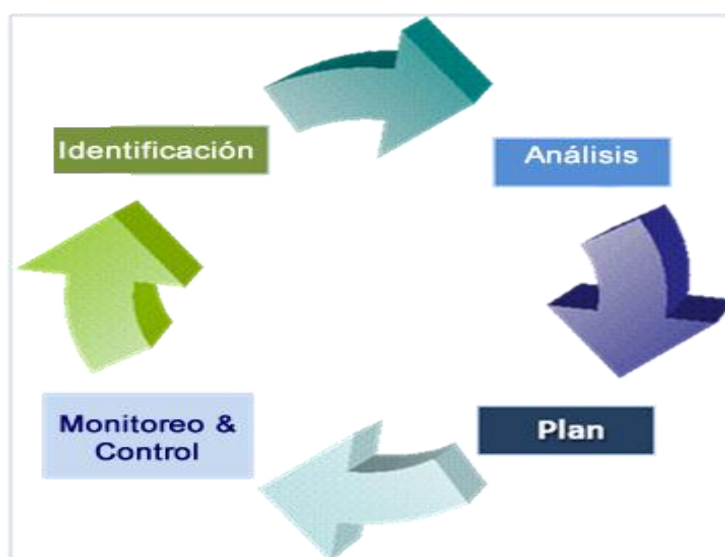 Identificación
Análisis
Plan
Monitoreo &
Control